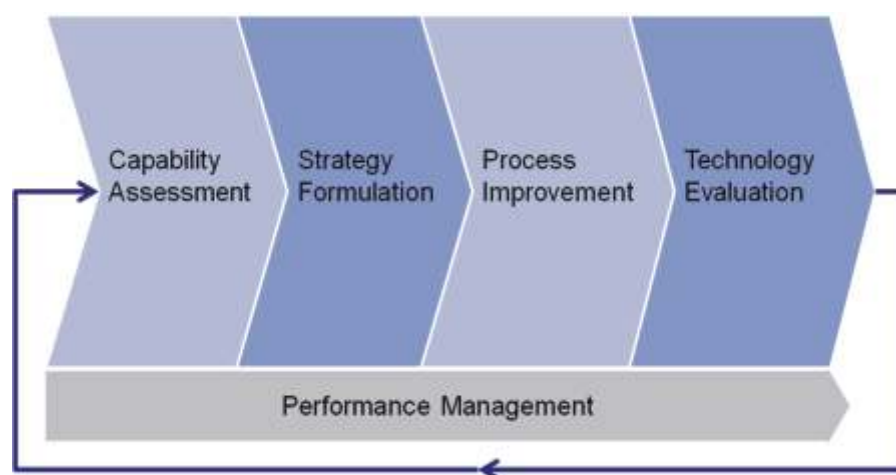 Capability
Assessment
Strategy
Formulation
Process
Improvement
Technology
Evaluation
Performance Management